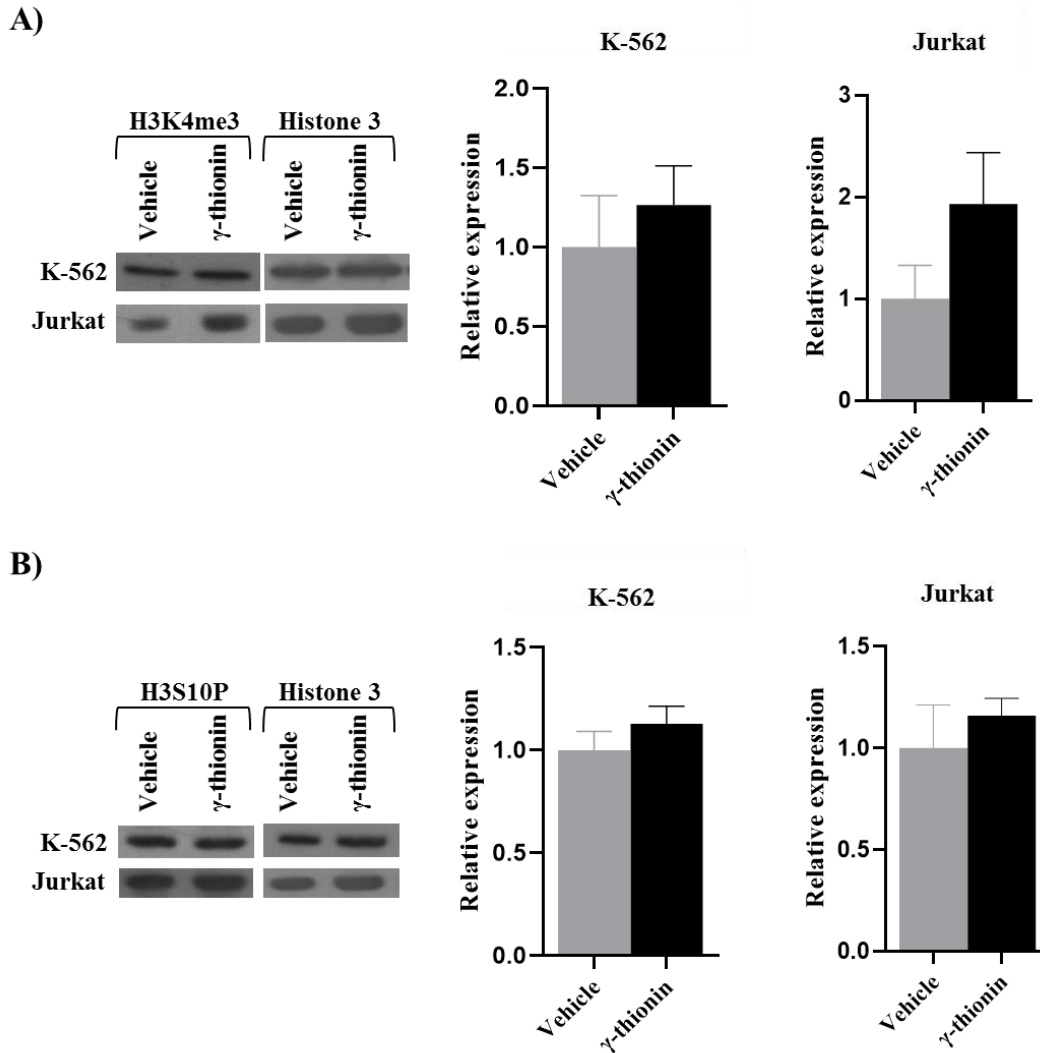 A)
H3K4me3 Histone 3
Vehicle γ-thionin Vehicle γ-thionin
K-562
Jurkat
K-562
Relative expression
2.0
1.5
1.0
0.5
0.0
Vehicle γ-thionin
Jurkat
Relative expression
3
2
1
0
Vehicle γ-thionin
B)
H3S10P Histone 3
Vehicle γ-thionin Vehicle γ-thionin
K-562
Jurkat
K-562
Relative expression
1.5
1.0
0.5
0.0
Vehicle γ-thionin
Jurkat
Relative expression
1.5
1.0
0.5
0.0
Vehicle γ-thionin